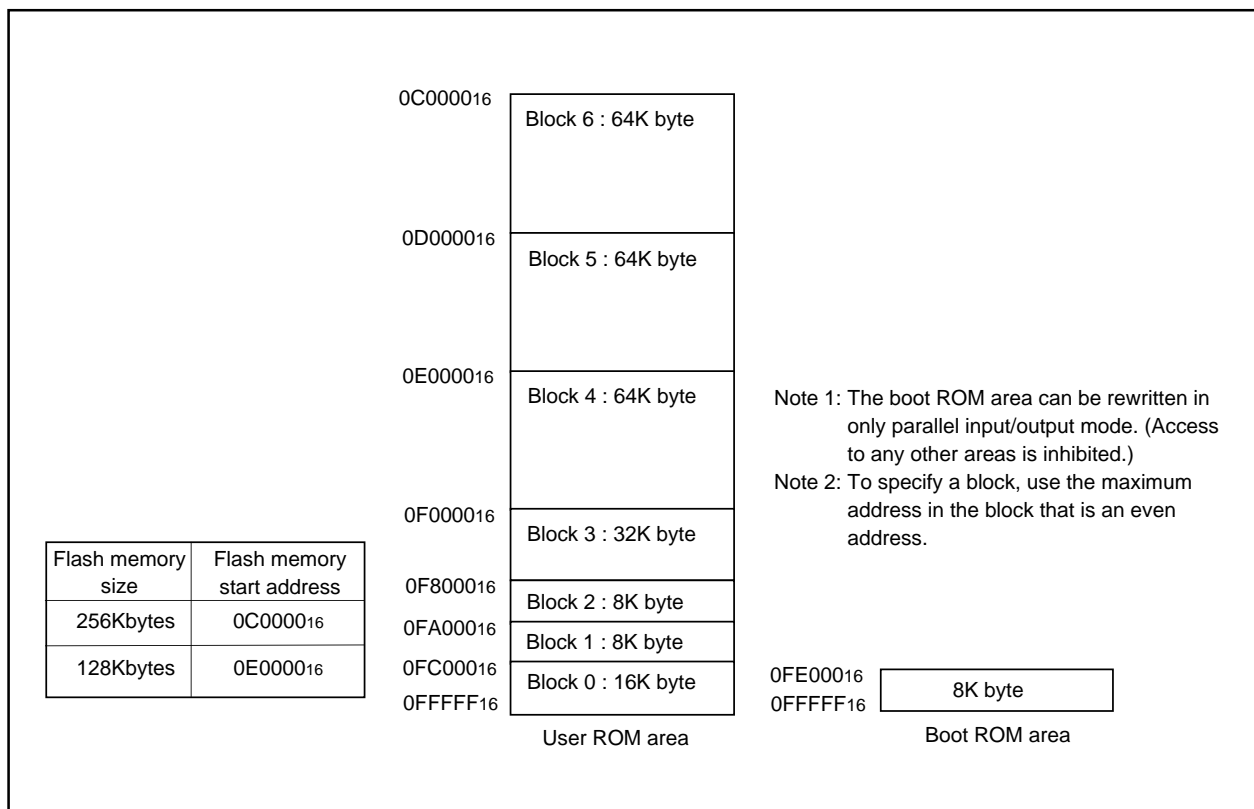 0C000016
Block 6 : 64K byte
0D000016
Block 5 : 64K byte
0E000016
Block 4 : 64K byte
Note 1: The boot ROM area can be rewritten in
only parallel input/output mode. (Access
to any other areas is inhibited.)
Note 2: To specify a block, use the maximum
address in the block that is an even
address.
0F000016
Block 3 : 32K byte
Flash memory size
Flash memory start address
256Kbytes 0C000016
128Kbytes 0E000016
0F800016
Block 2 : 8K byte
0FA00016
Block 1 : 8K byte
0FC00016
Block 0 : 16K byte
0FFFFF16
User ROM area
0FE00016
8K byte
0FFFFF16
Boot ROM area